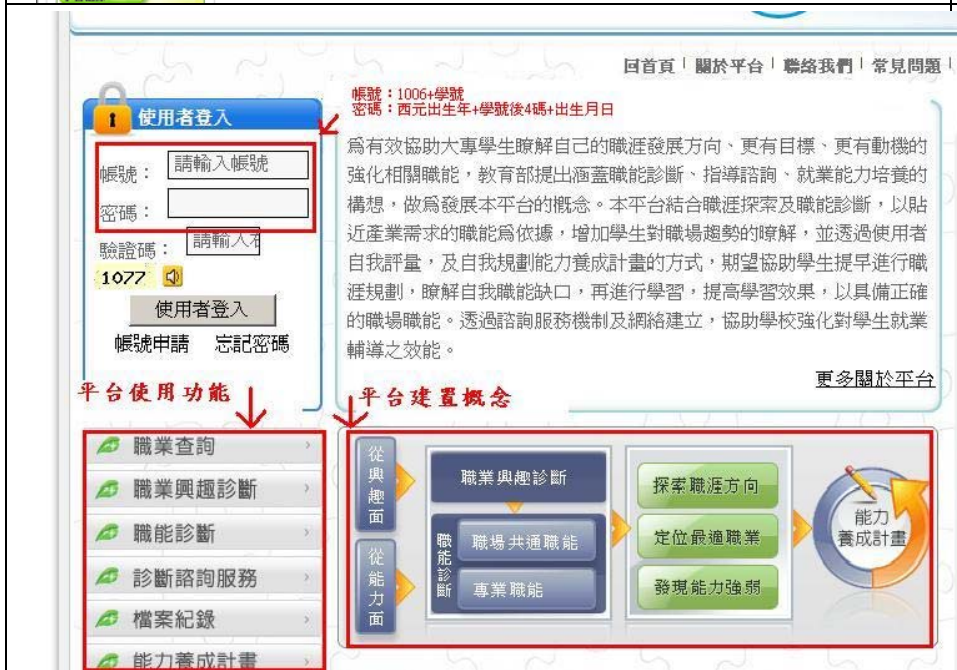 回首頁 | 關於平台 | 聯絡我們 | 常見問題 |
帳號：1006+學號
密碼：西元出生年+學號後4碼+出生月日
使用者登入
帳號： 請輸入帳號
密碼：
驗證碼： 請輸入
1077
使用者登入
帳號申請 忘記密碼
為有效協助大專學生瞭解自己的職涯發展方向、更有目標、更有動機的
強化相關職能，教育部提出涵蓋職能診斷、指導諮詢、就業能力培養的
構想，做為發展本平台的概念。本平台結合職涯探索及職能診斷，以貼
近產業需求的職能為依據，增加學生對職場趨勢的瞭解，並透過使用者
自我評量，及自我規劃能力養成計畫的方式，期望協助學生提早進行職
涯規劃，瞭解自我職能缺口，再進行學習，提高學習效果，以具備正確
的職場職能。透過諮詢服務機制及網絡建立，協助學校強化對學生就業
輔導之效能。
更多關於平台
平台使用功能
職業查詢
職業興趣診斷
職能診斷
診斷諮詢服務
檔案紀錄
能力養成計畫
平台建置概念
從興趣面
從能力面
職業興趣診斷
職能診斷
職場共通職能
專業職能
探索職涯方向
定位最適職業
發現能力強弱
能力
養成計畫